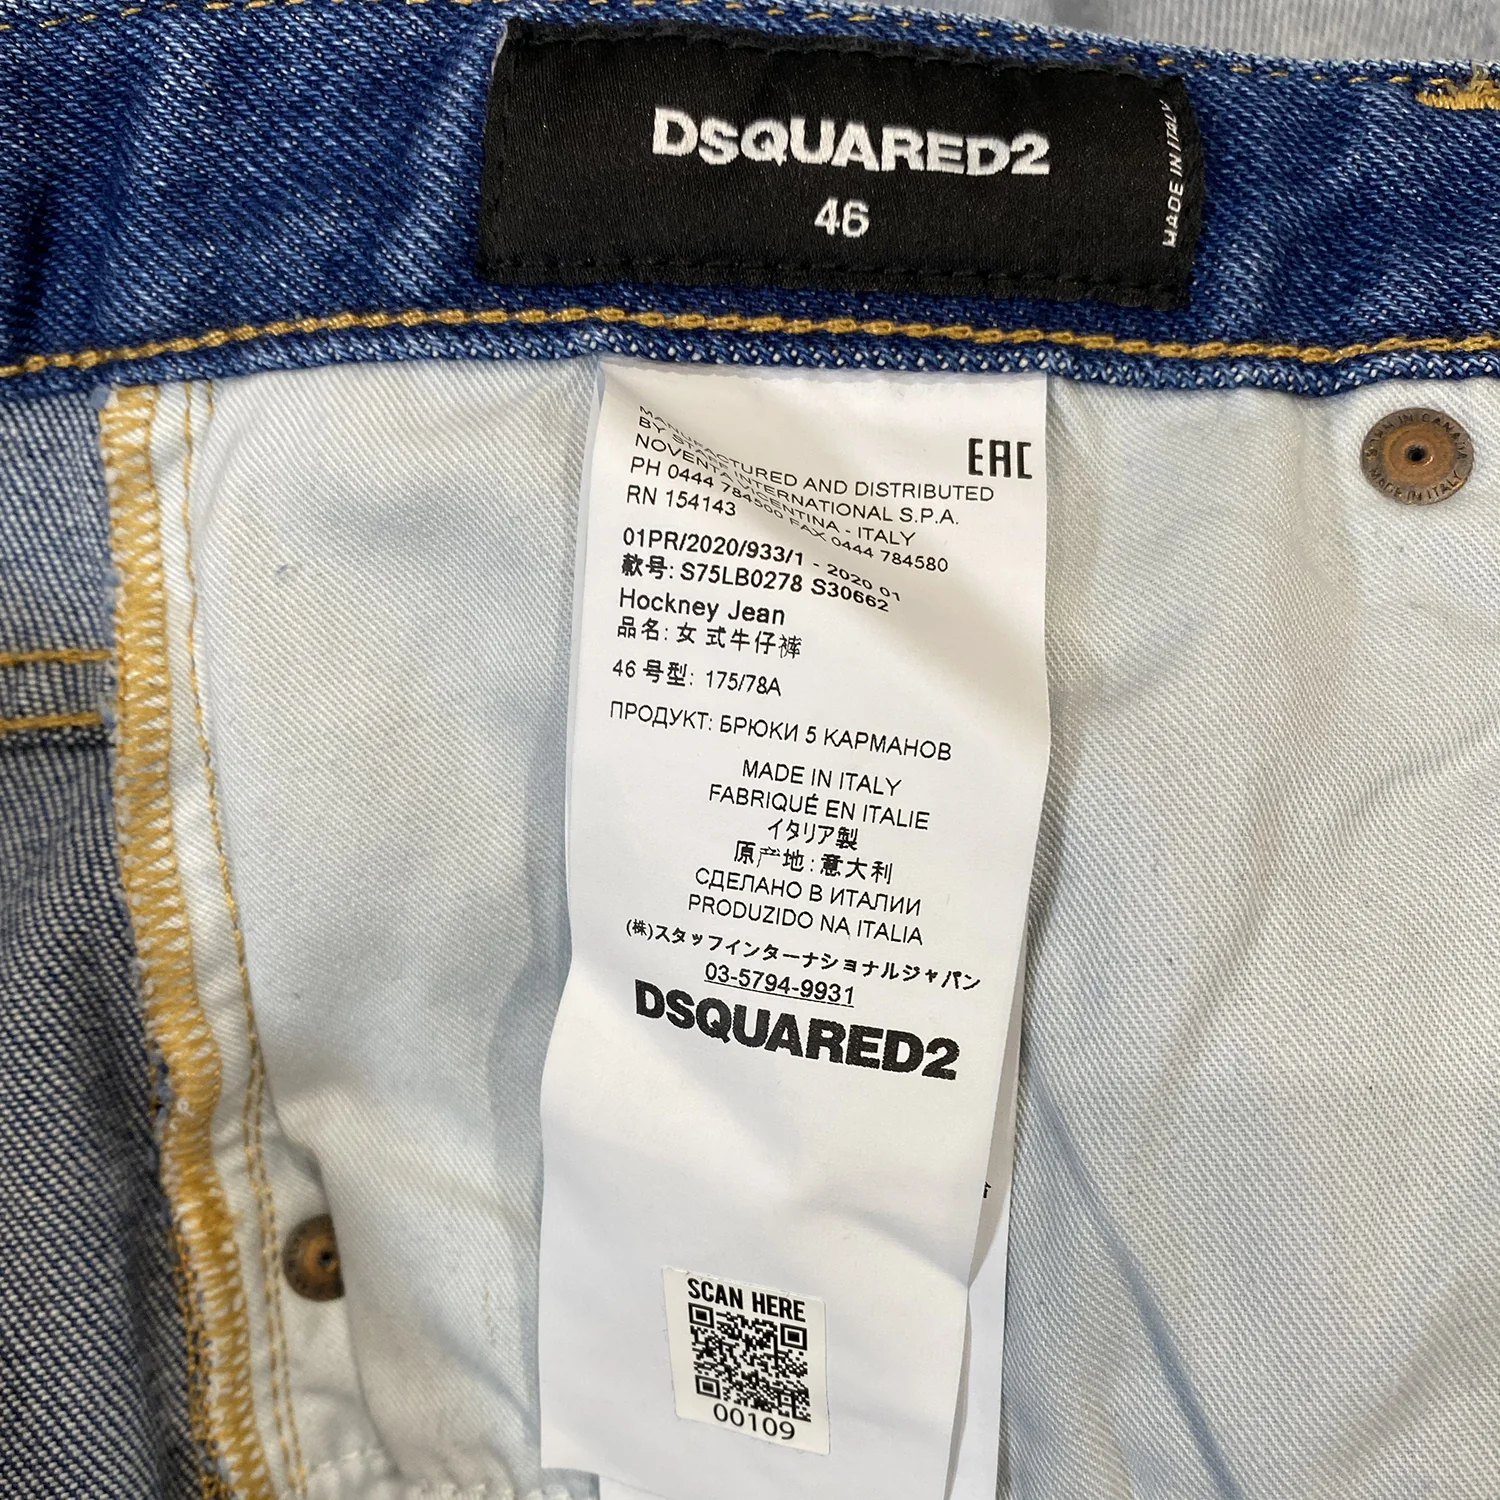 DSQUARED2
46
MADE IN ITALY
EAC
MANUFACTURED AND DISTRIBUTED
BY STAFF INTERNATIONAL S.P.A.
NOVENTA VICENTINA - ITALY
PH 0444 784500 FAX 0444 784580
RN 154143
01PR/2020/933/1 - 2020 01
款号: S75LB0278 S30662
Hockney Jean
品名: 女 式牛仔裤
46 号型: 175/78A
ПРОДУКТ: БРЮКИ 5 КАРМАНОВ
MADE IN ITALY
FABRIQUÉ EN ITALIE
イタリア製
原产地: 意大利
СДЕЛАНО В ИТАЛИИ
PRODUZIDO NA ITALIA
(株)スタッフインターナショナルジャパン
03-5794-9931
DSQUARED2
SCAN HERE
00109
MADE IN ITALY